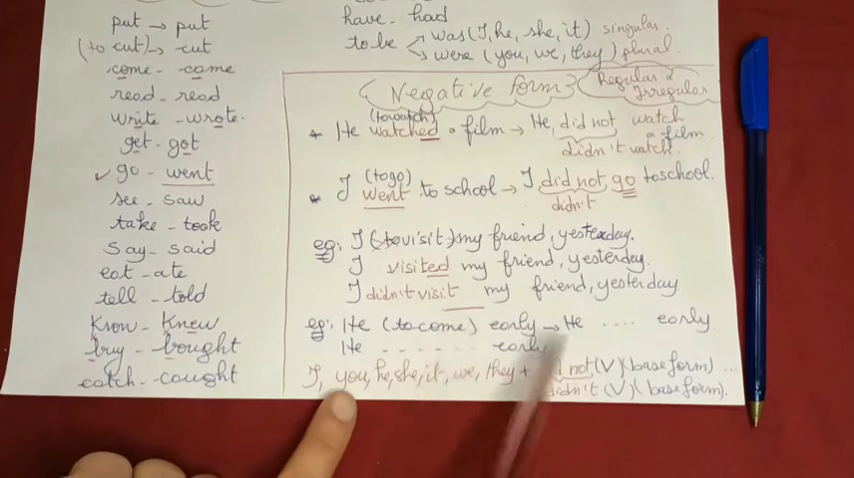 put → put
(to cut) → cut
come - came
read - read
write - wrote.
get - got
✓ go - went
see - saw
take - took
say - said
eat - ate
tell - told
know - knew
buy - bought
catch - caught
have - had
to be
was (I, he, she, it) singular.
were (you, we, they) plural.
Negative form
Regular &
Irregular
(to watch)
* He watched a film → He, did not watch a film.
didn't watch.
(to go)
* I went to school → I did not go to school.
didn't
eg: I (to visit) my friend, yesterday.
I visited my friend, yesterday.
I didn't visit my friend, yesterday
eg: He (to come) early → He .... early.
He - - - - - - early
I, you, he, she, it, we, they + did not (V) (base form) ...
didn't (V) (base form).